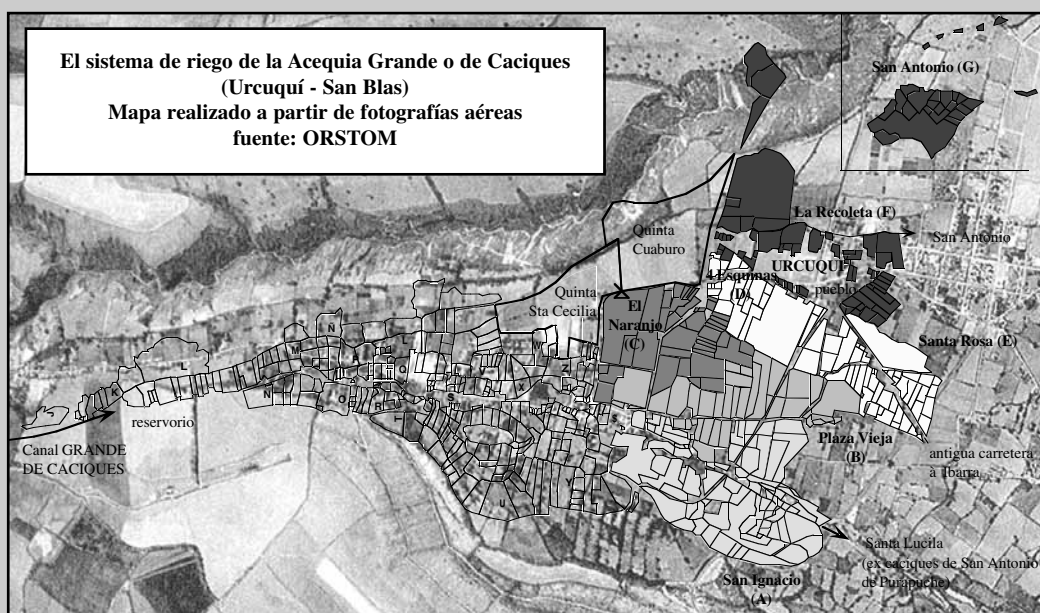 El sistema de riego de la Acequia Grande o de Caciques
(Urcuquí - San Blas)
Mapa realizado a partir de fotografías aéreas
fuente: ORSTOM
San Antonio (G)
La Recoleta (F)
San Antonio
Quinta
Cuaburo
URCUQUI
pueblo
4 Esquinas
(D)
Quinta
Sta Cecilia
El
Naranjo
(C)
Santa Rosa (E)
Ñ
M
L
L
Q
W
Z
X
K
N
O
R
S
T
Y
U
reservorio
Canal GRANDE
DE CACIQUES
Plaza Vieja
(B)
antigua carretera
à Ibarra
Santa Lucila
(ex caciques de San Antonio
de Purapuche)
San Ignacio
(A)